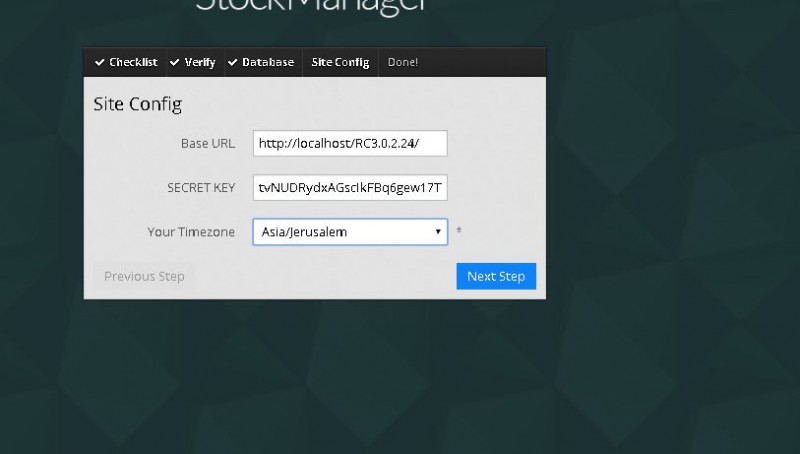 StockManager
Checklist Verify Database Site Config Done!
Site Config
Base URL http://localhost/RC3.0.2.24/
SECRET KEY tvNUDRydxAGscIkFBq6gew17T
Your Timezone Asia/Jerusalem *
Previous Step Next Step